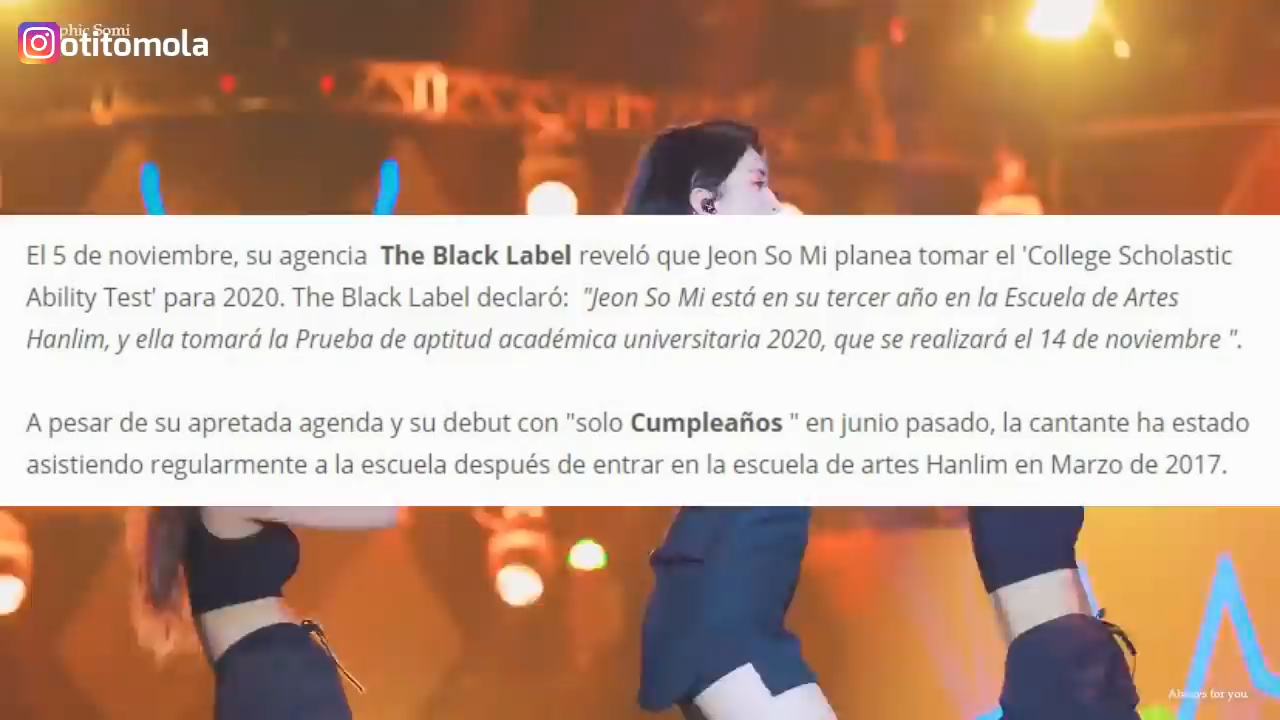 phic Somi
otitomola
El 5 de noviembre, su agencia The Black Label reveló que Jeon So Mi planea tomar el 'College Scholastic
Ability Test' para 2020. The Black Label declaró: "Jeon So Mi está en su tercer año en la Escuela de Artes
Hanlim, y ella tomará la Prueba de aptitud académica universitaria 2020, que se realizará el 14 de noviembre ".
A pesar de su apretada agenda y su debut con "solo Cumpleaños " en junio pasado, la cantante ha estado
asistiendo regularmente a la escuela después de entrar en la escuela de artes Hanlim en Marzo de 2017.
Always for you